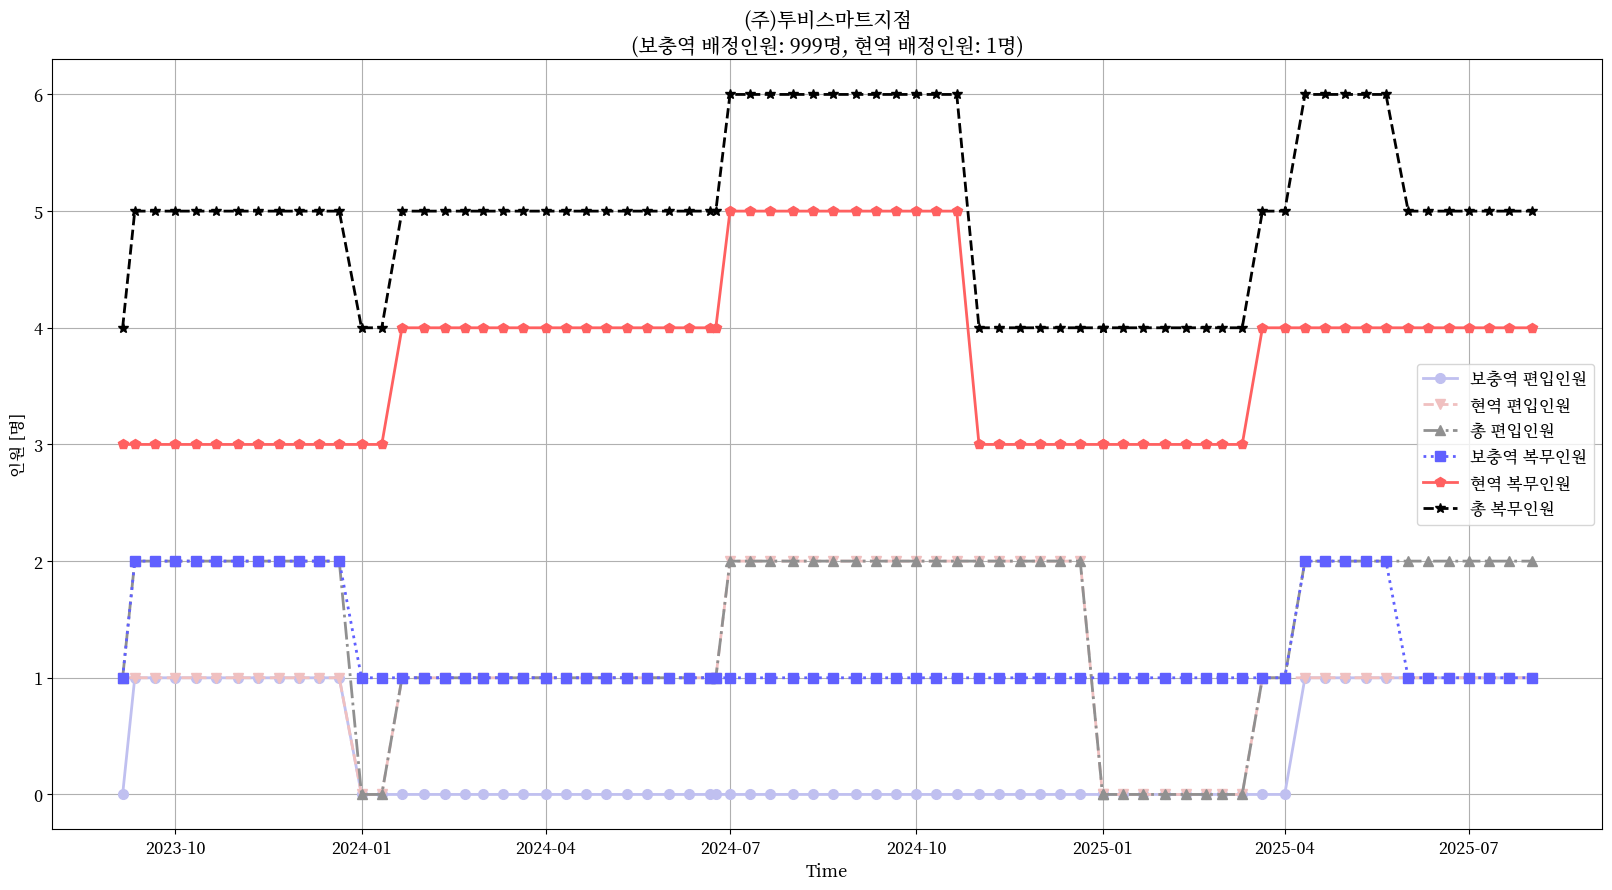 (주)투비스마트지점
(보충역 배정인원: 999명, 현역 배정인원: 1명)
인원 [명]
6
5
4
3
2
1
0
보충역 편입인원
현역 편입인원
총 편입인원
보충역 복무인원
현역 복무인원
총 복무인원
2023-10
2024-01
2024-04
2024-07
2024-10
2025-01
2025-04
2025-07
Time